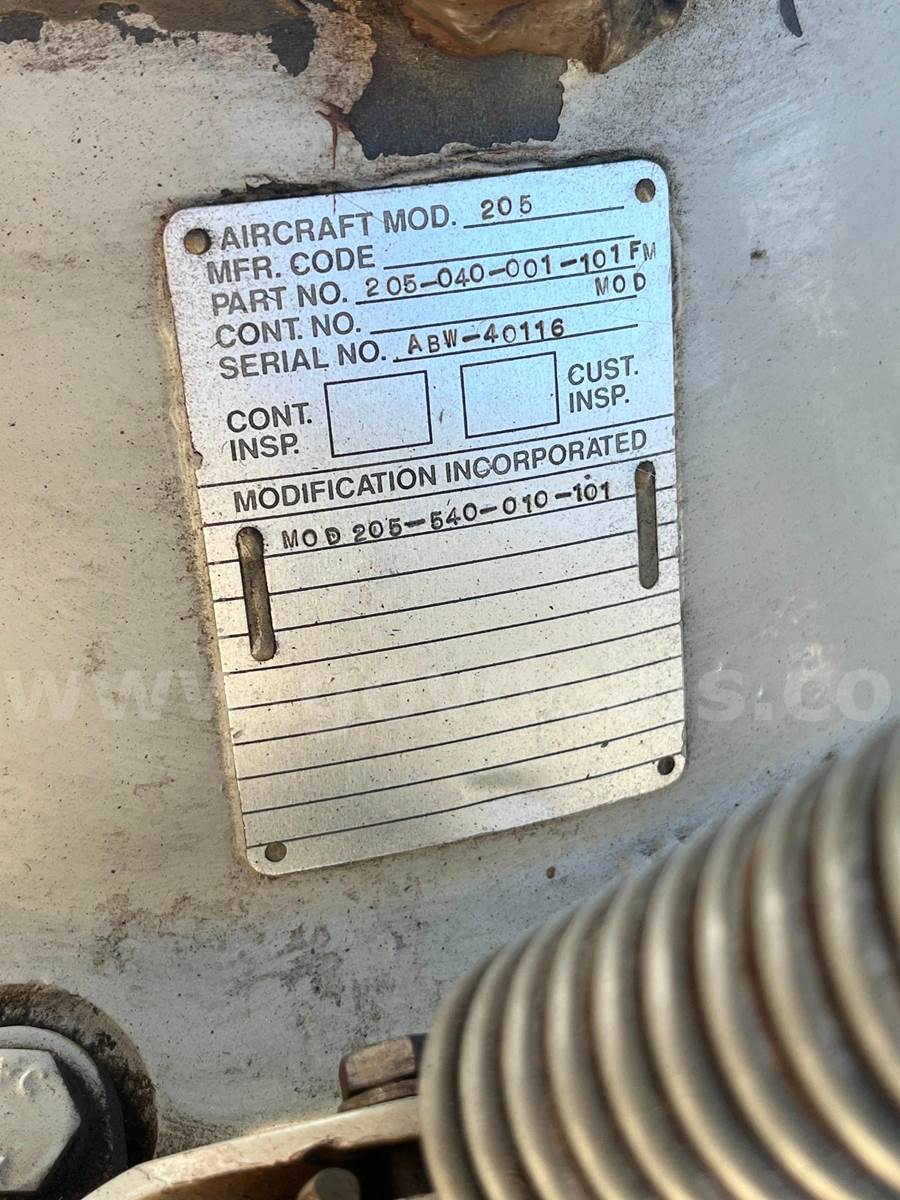 AIRCRAFT MOD. 205
MFR. CODE
PART NO. 205-040-001-101 FM
CONT. NO. MOD
SERIAL NO. ABW-40116
CONT. INSP.
CUST. INSP.
MODIFICATION INCORPORATED
MOD 205-540-010-101